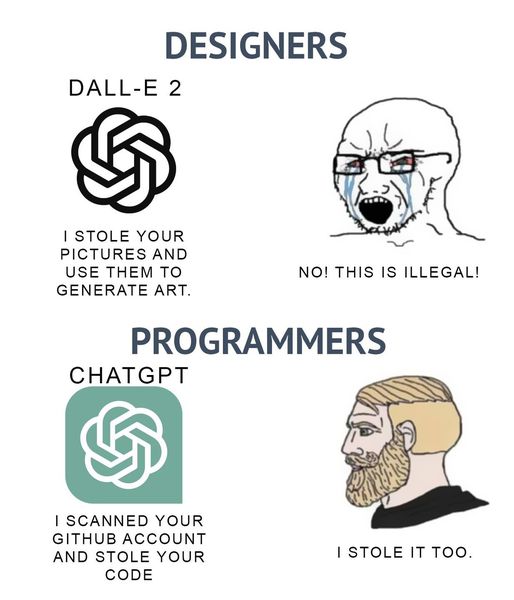 DESIGNERS
DALL-E 2
I STOLE YOUR
PICTURES AND
USE THEM TO
GENERATE ART.
NO! THIS IS ILLEGAL!
PROGRAMMERS
CHATGPT
I SCANNED YOUR
GITHUB ACCOUNT
AND STOLE YOUR
CODE
I STOLE IT TOO.